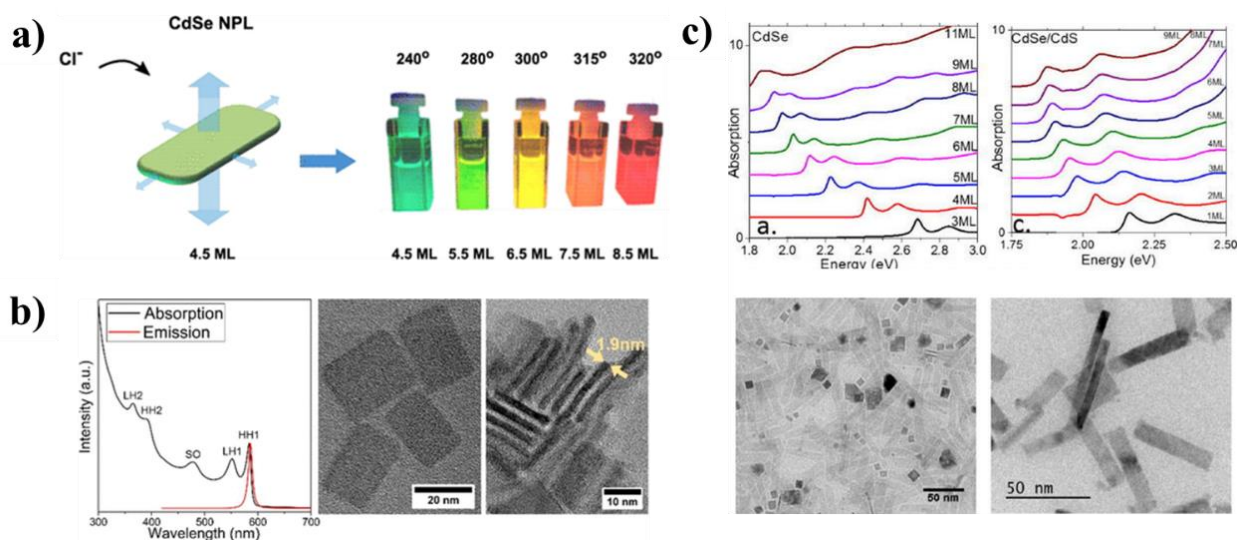 a)
CdSe NPL
Cl⁻
4.5 ML
240°
280°
300°
315°
320°
4.5 ML
5.5 ML
6.5 ML
7.5 ML
8.5 ML
b)
Absorption
Emission
LH2
HH2
SO
LH1
HH1
Intensity (a.u.)
300
400
500
600
700
Wavelength (nm)
20 nm
1.9nm
10 nm
c)
CdSe
10
11ML
9ML
8ML
7ML
6ML
5ML
4ML
3ML
Absorption
0
a.
1.8
2.0
2.2
2.4
2.6
2.8
3.0
Energy (eV)
CdSe/CdS
10
9ML
8ML
7ML
6ML
5ML
4ML
3ML
2ML
1ML
Absorption
0
c.
1.75
2.00
2.25
2.50
Energy (eV)
50 nm
50 nm